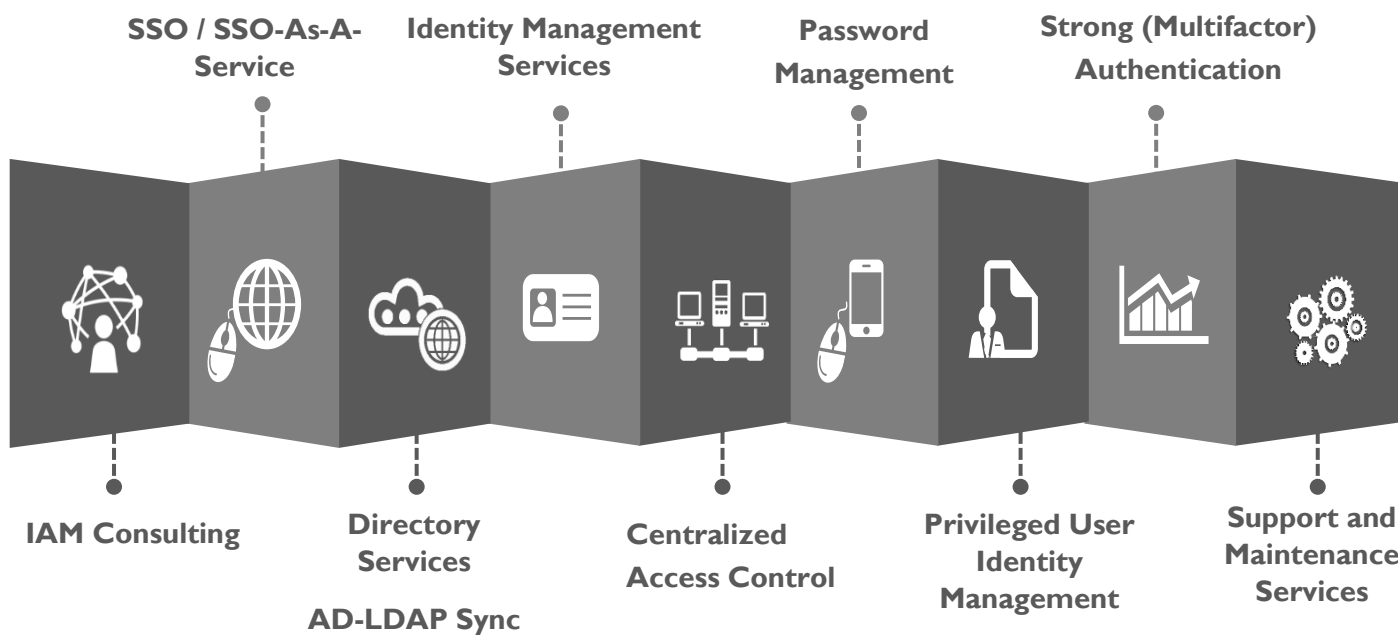 SSO / SSO-As-A-
Service
Identity Management
Services
Password
Management
Strong (Multifactor)
Authentication
IAM Consulting
Directory
Services
AD-LDAP Sync
Centralized
Access Control
Privileged User
Identity
Management
Support and
Maintenance
Services